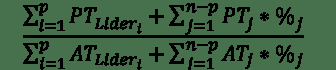 ∑_{i=1}^{p} PT_{Lider_i} + ∑_{j=1}^{n-p} PT_j * %_j
∑_{i=1}^{p} AT_{Lider_i} + ∑_{j=1}^{n-p} AT_j * %_j